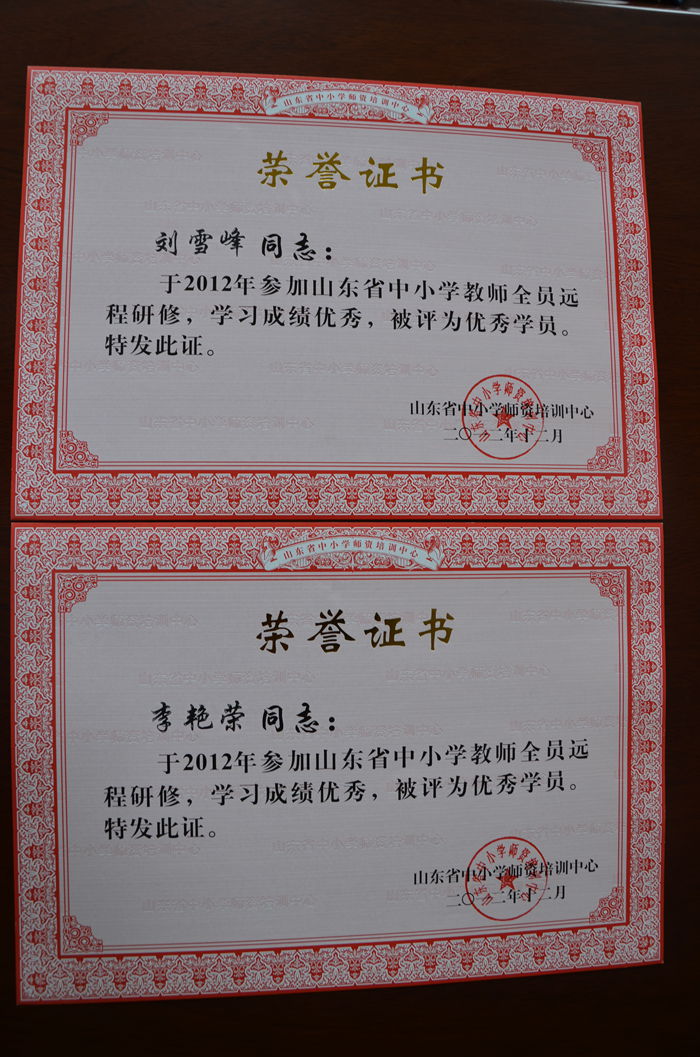 山东省中小学师资培训中心
荣誉证书
刘雪峰 同志：
于2012年参加山东省中小学教师全员远
程研修，学习成绩优秀，被评为优秀学员。
特发此证。
山东省中小学师资培训中心
二〇一二年十二月
山东省中小学师资培训中心
荣誉证书
李艳荣 同志：
于2012年参加山东省中小学教师全员远
程研修，学习成绩优秀，被评为优秀学员。
特发此证。
山东省中小学师资培训中心
二〇一二年十二月